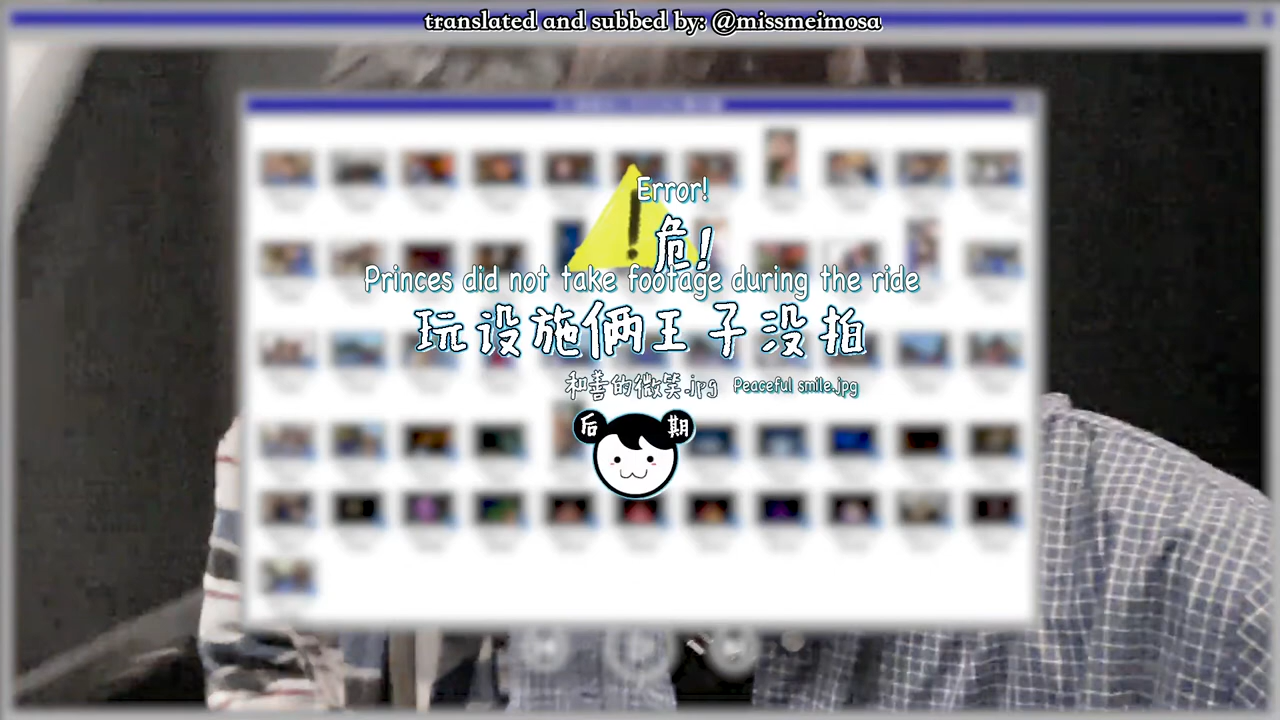 translated and subbed by: @missmeimosa
Error!
危!
Princes did not take footage during the ride
玩设施俩王子没拍
和善的微笑.jpg Peaceful smile.jpg
后 期